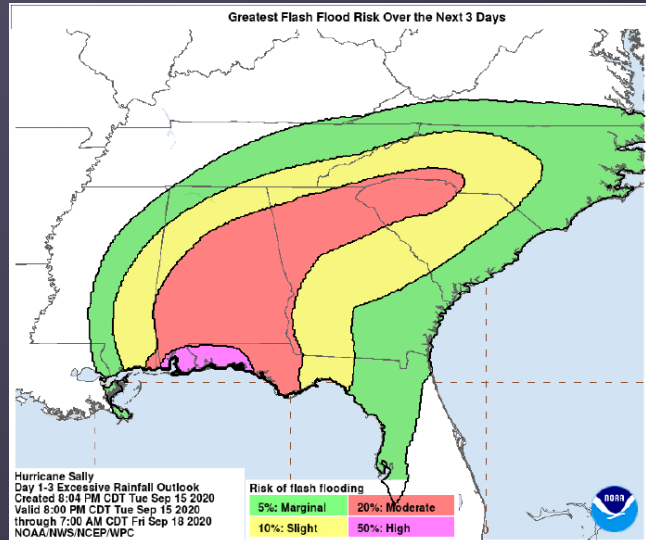 Greatest Flash Flood Risk Over the Next 3 Days
Hurricane Sally
Day 1-3 Excessive Rainfall Outlook
Created 8:04 PM CDT Tue Sep 15 2020
Valid 8:00 PM CDT Tue Sep 15 2020
through 7:00 AM CDT Fri Sep 18 2020
NOAA/NWS/NCEP/WPC
Risk of flash flooding
5%: Marginal
20%: Moderate
10%: Slight
50%: High
NOAA